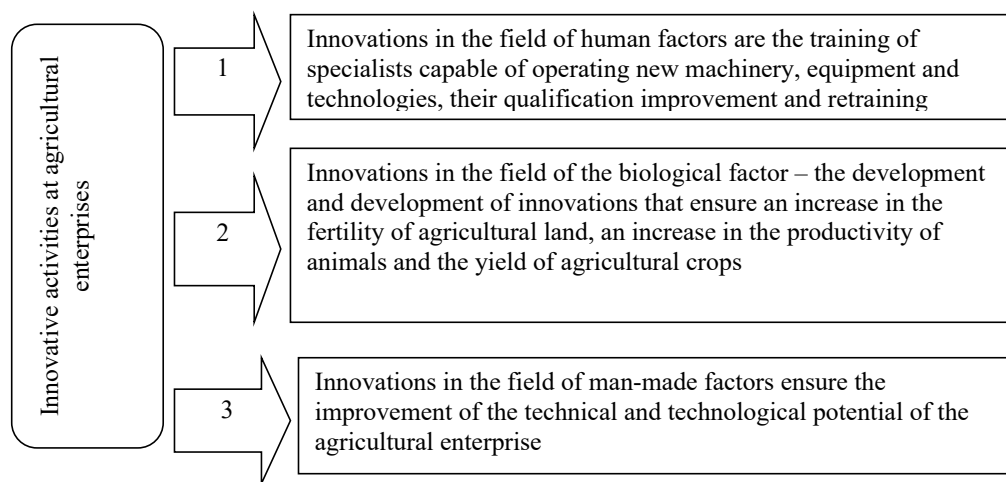 Innovative activities at agricultural
enterprises
1
Innovations in the field of human factors are the training of
specialists capable of operating new machinery, equipment and
technologies, their qualification improvement and retraining
2
Innovations in the field of the biological factor – the development
and development of innovations that ensure an increase in the
fertility of agricultural land, an increase in the productivity of
animals and the yield of agricultural crops
3
Innovations in the field of man-made factors ensure the
improvement of the technical and technological potential of the
agricultural enterprise